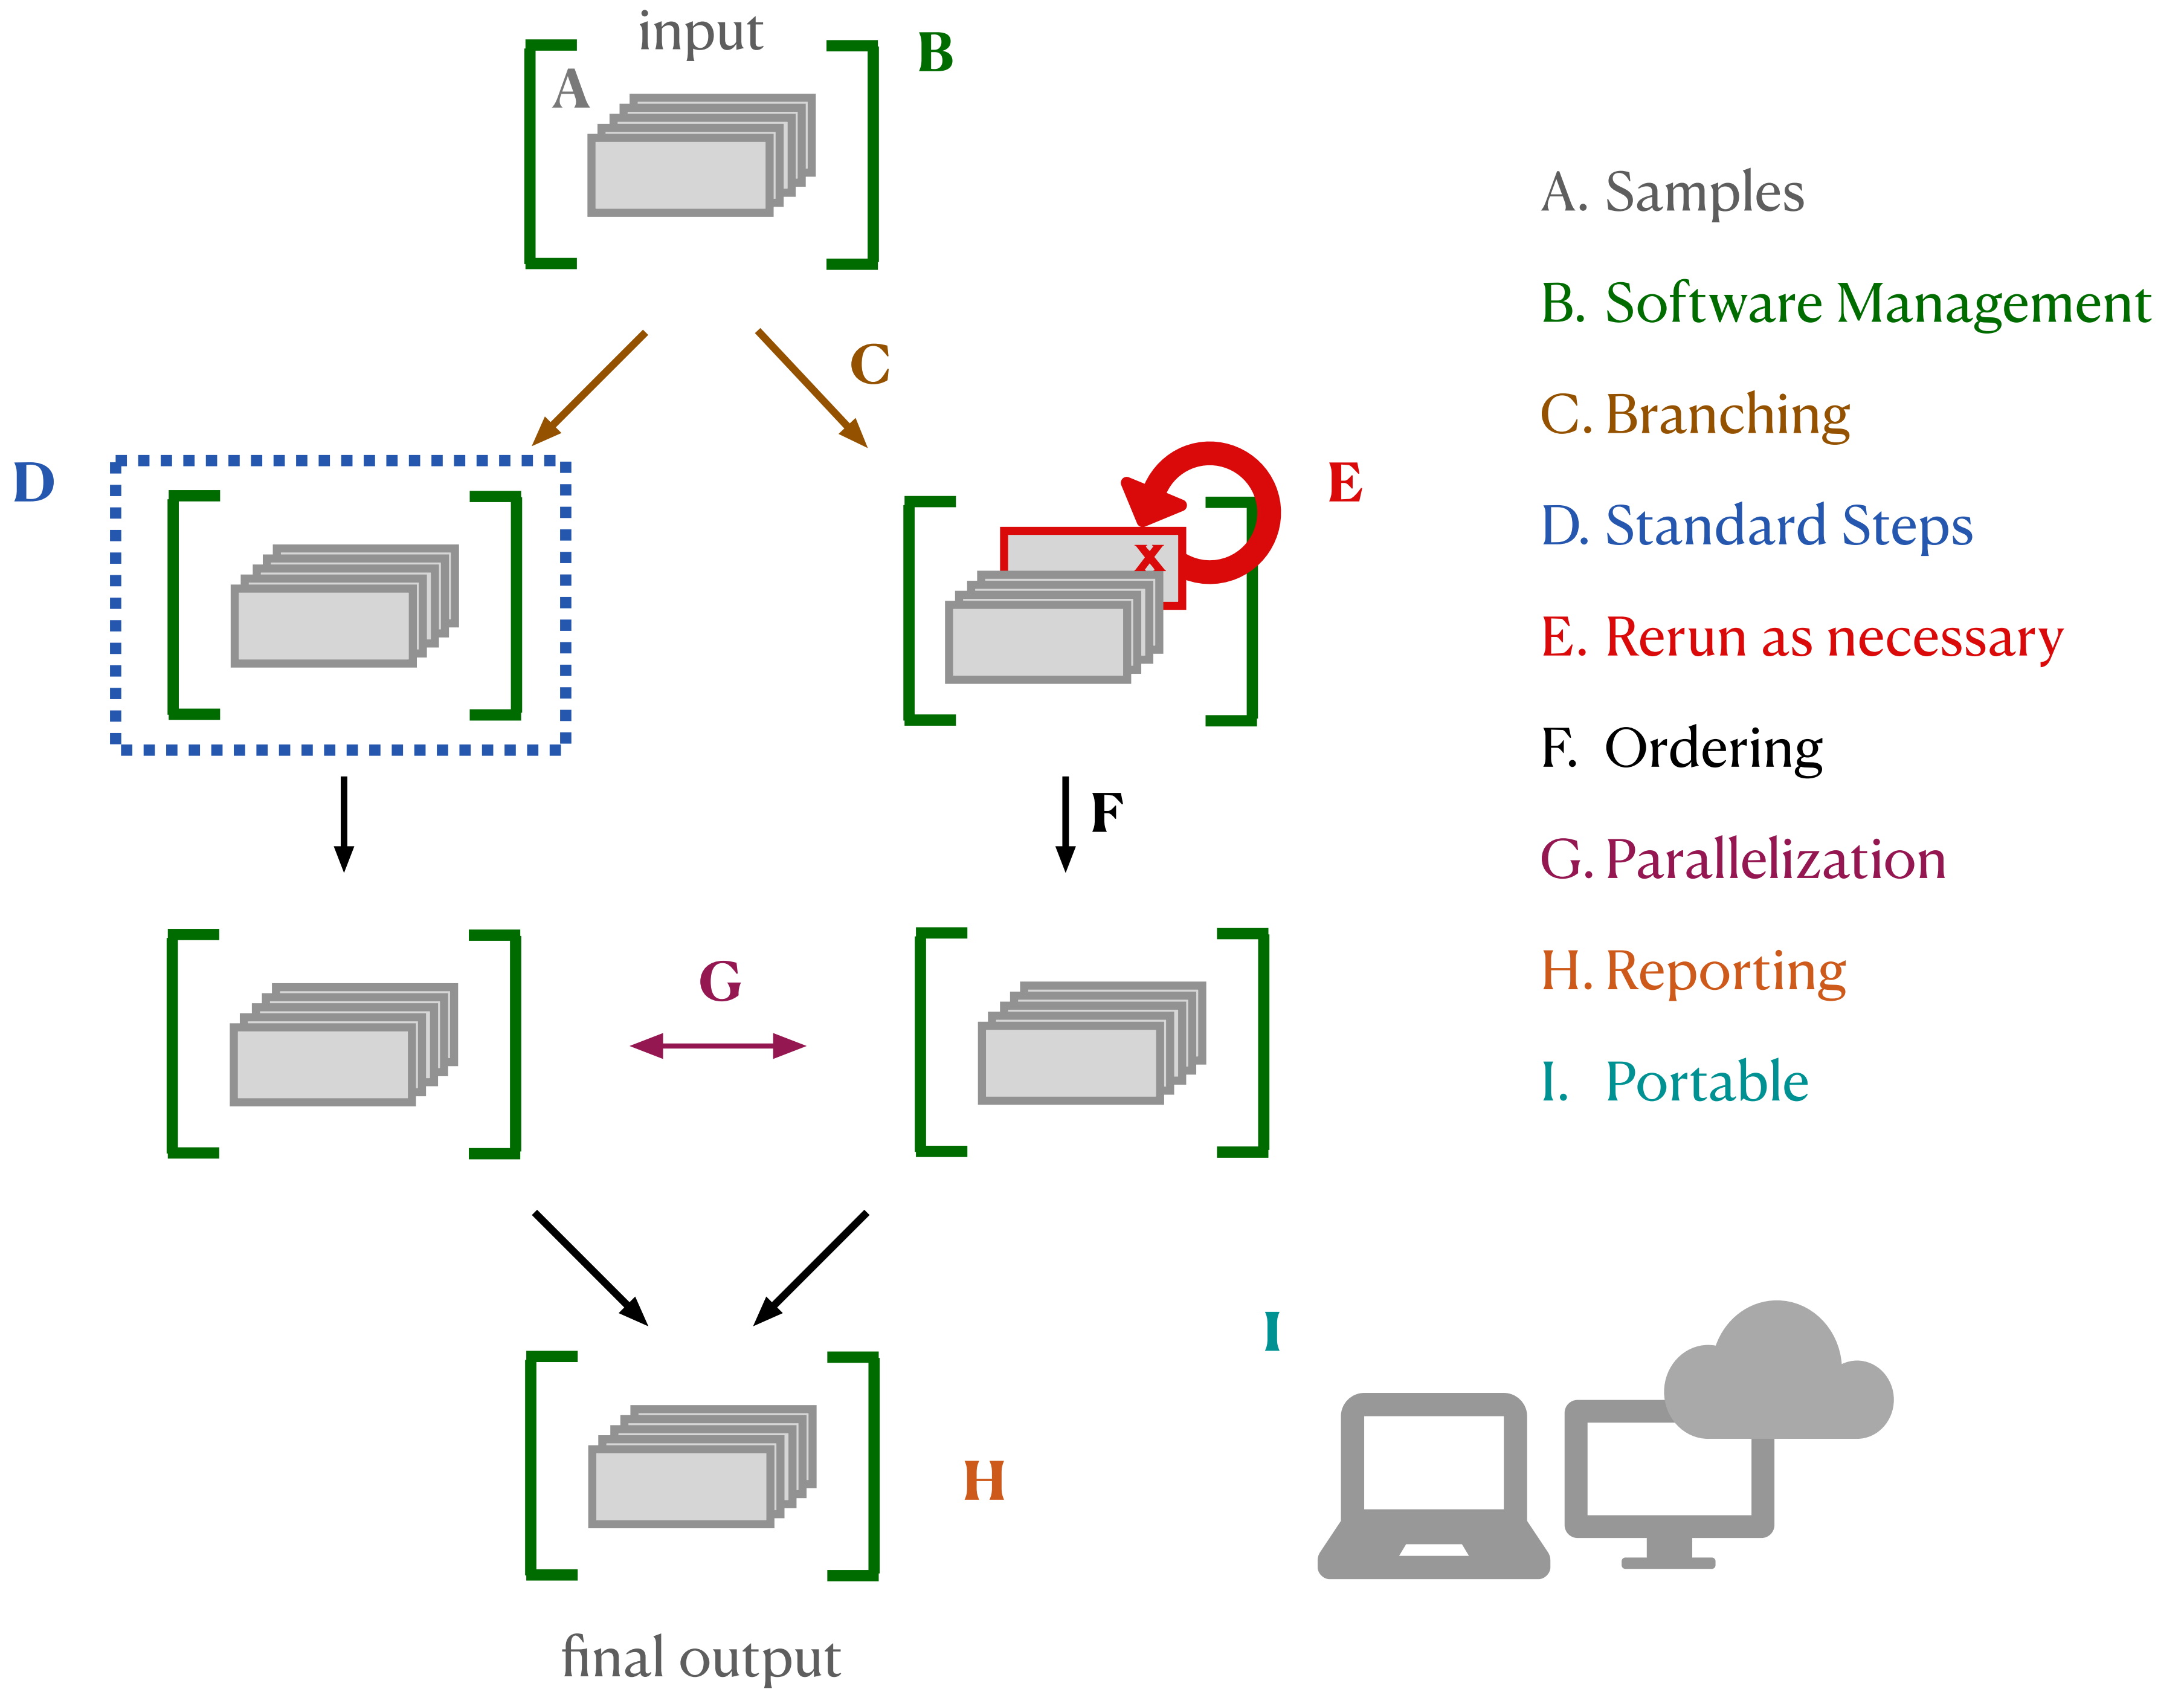 input
A
B
C
D
E
x
F
G
H
I
final output
A. Samples
B. Software Management
C. Branching
D. Standard Steps
E. Rerun as necessary
F. Ordering
G. Parallelization
H. Reporting
I. Portable